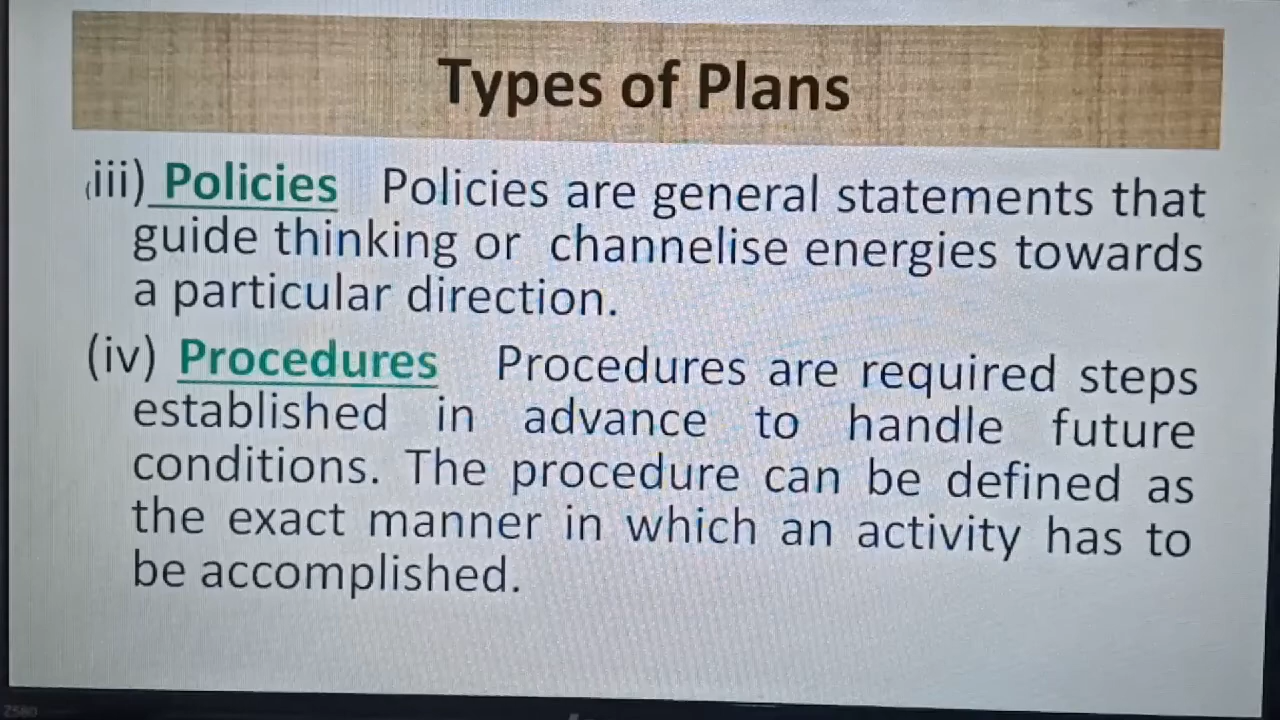 Types of Plans
(iii) Policies Policies are general statements that
guide thinking or channelise energies towards
a particular direction.
(iv) Procedures Procedures are required steps
established in advance to handle future
conditions. The procedure can be defined as
the exact manner in which an activity has to
be accomplished.
Z580